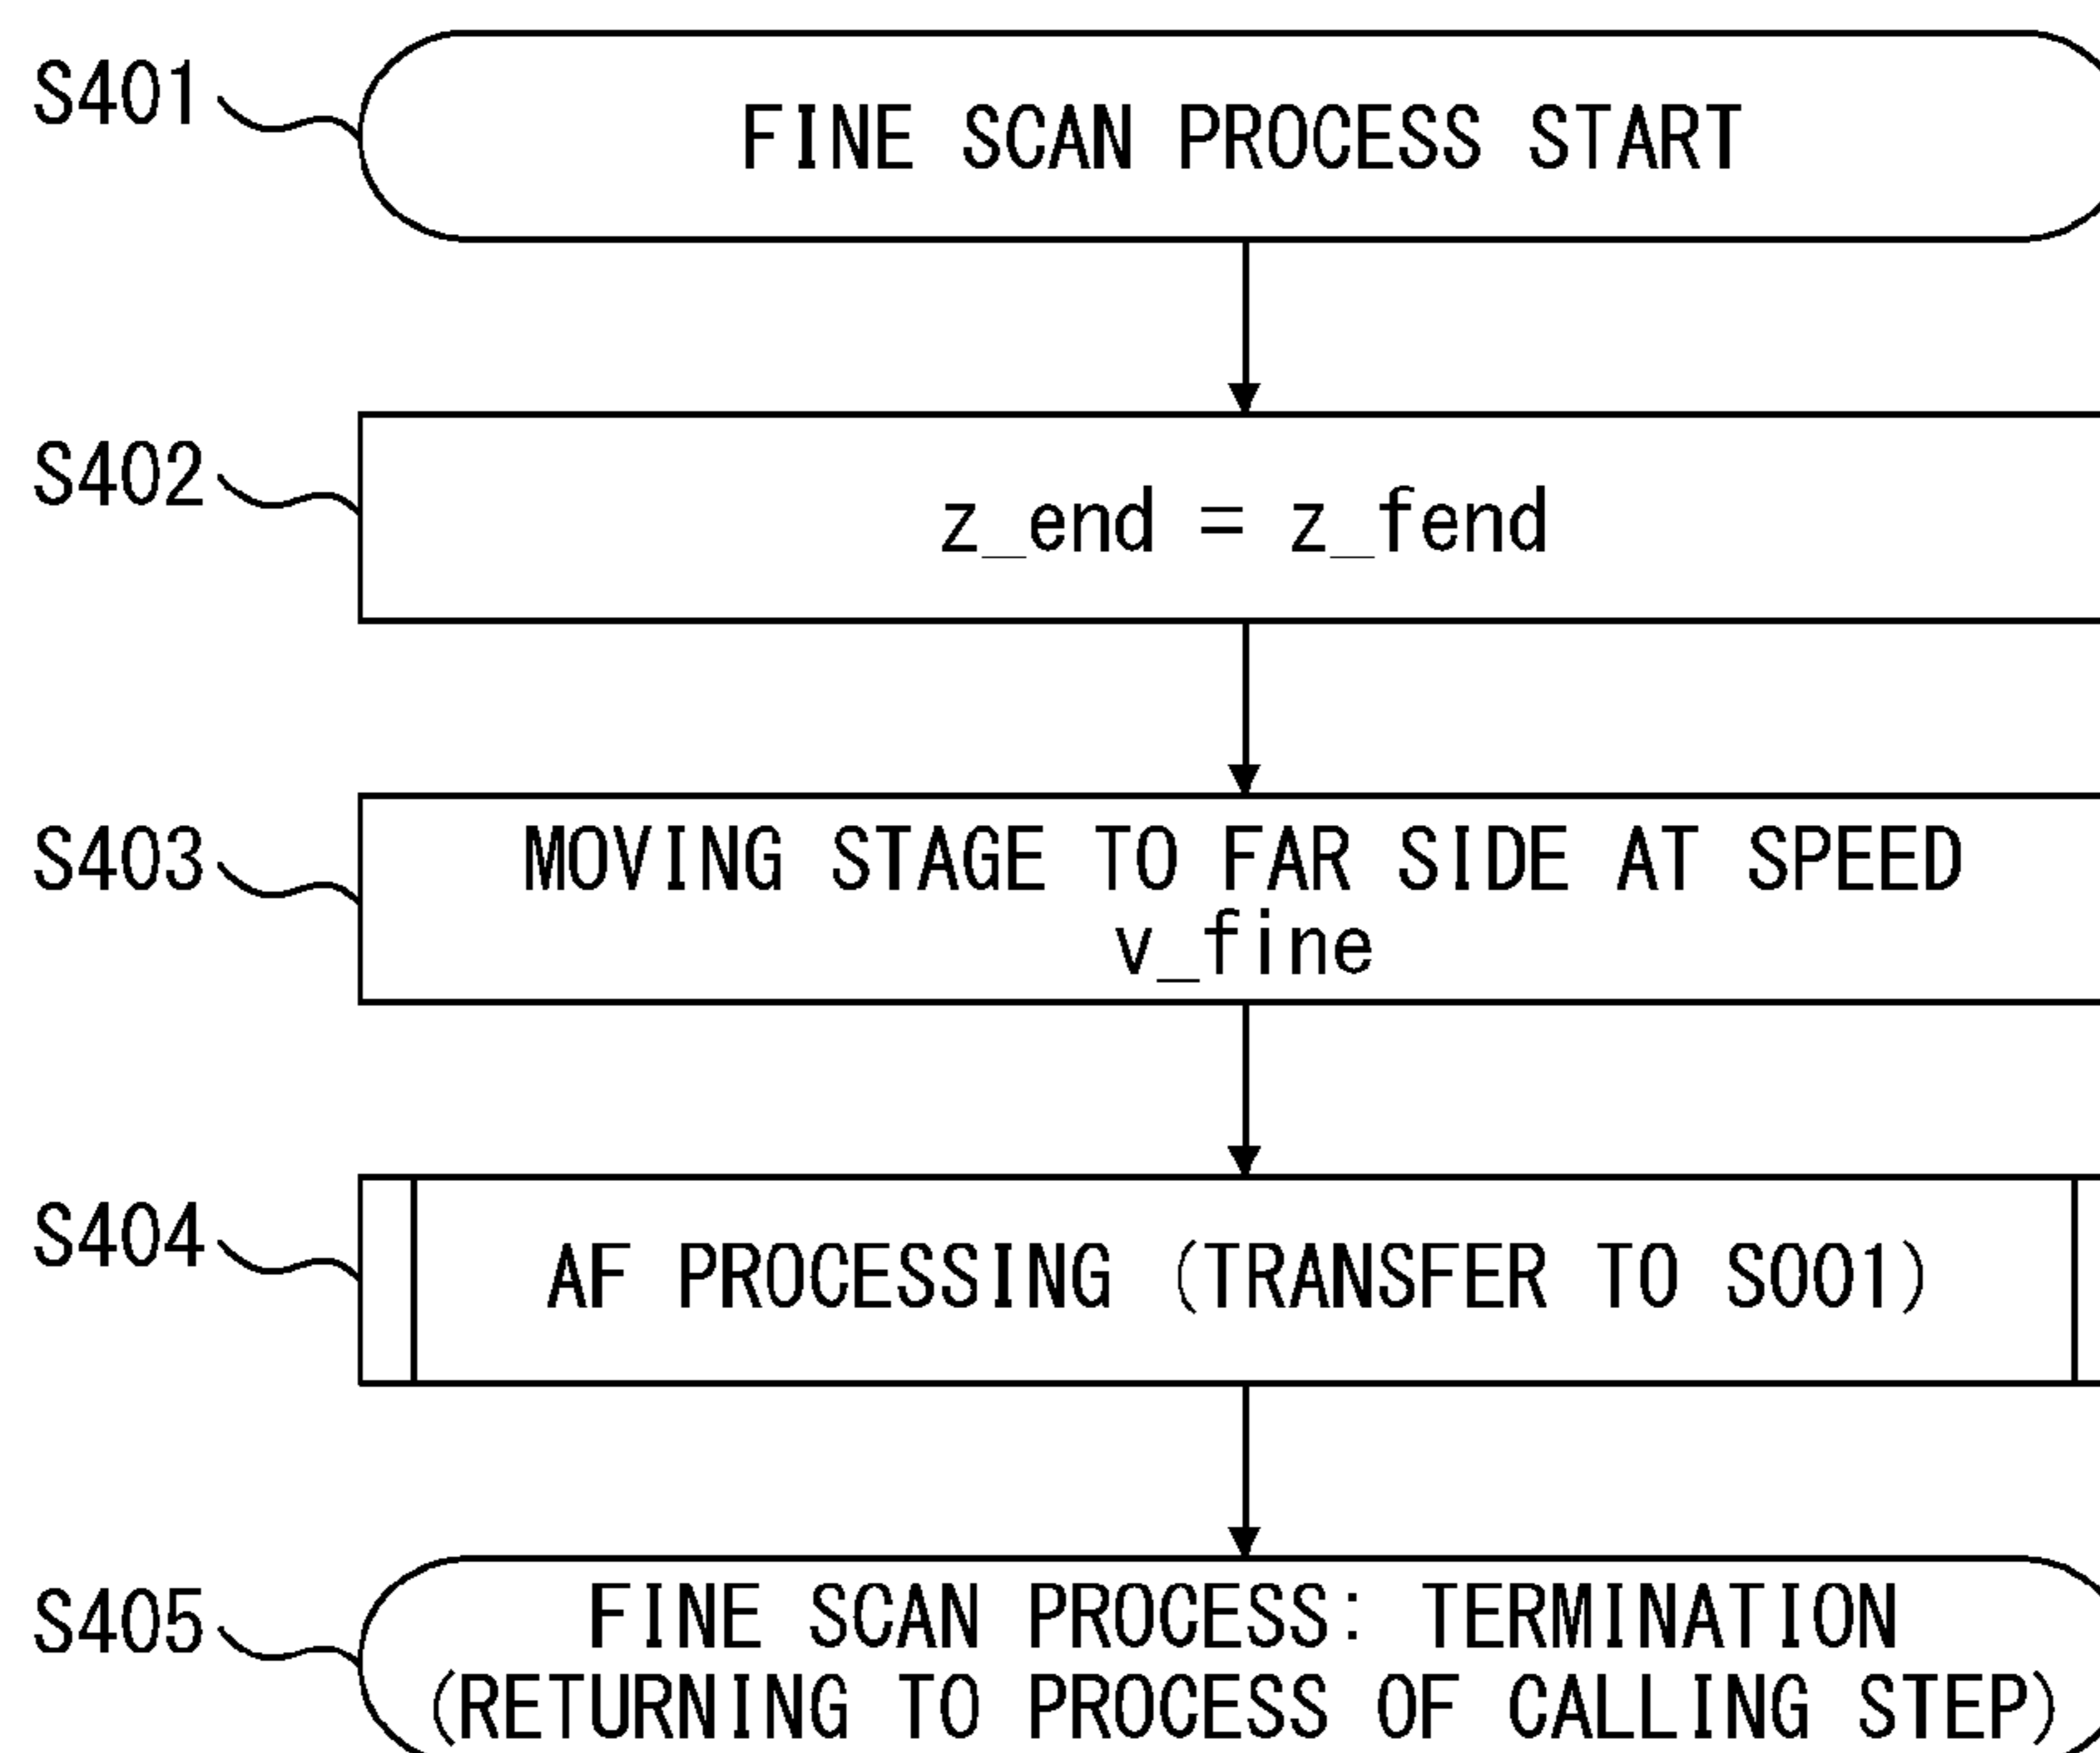 S401
FINE SCAN PROCESS START
S402
z_end = z_fend
S403
MOVING STAGE TO FAR SIDE AT SPEED
v_fine
S404
AF PROCESSING (TRANSFER TO S001)
S405
FINE SCAN PROCESS: TERMINATION
(RETURNING TO PROCESS OF CALLING STEP)